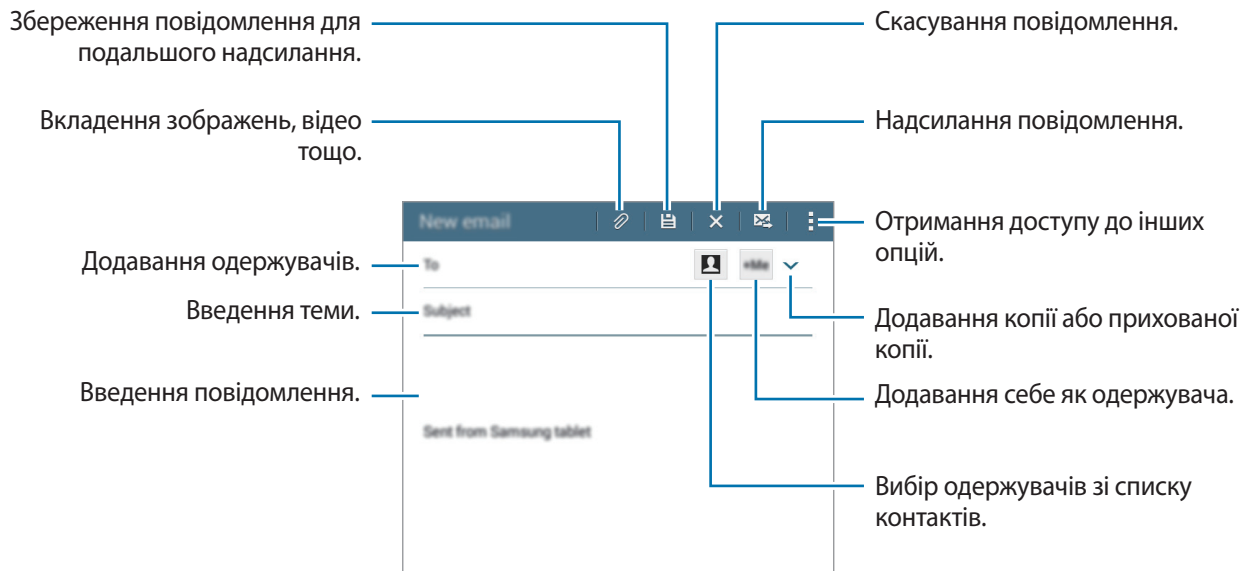 Збереження повідомлення для
подальшого надсилання.
Скасування повідомлення.
Вкладення зображень, відео
тощо.
Надсилання повідомлення.
New email
Отримання доступу до інших
опцій.
Додавання одержувачів.
To
+Me
Введення теми.
Subject
Додавання копії або прихованої
копії.
Введення повідомлення.
Додавання себе як одержувача.
Sent from Samsung tablet
Вибір одержувачів зі списку
контактів.